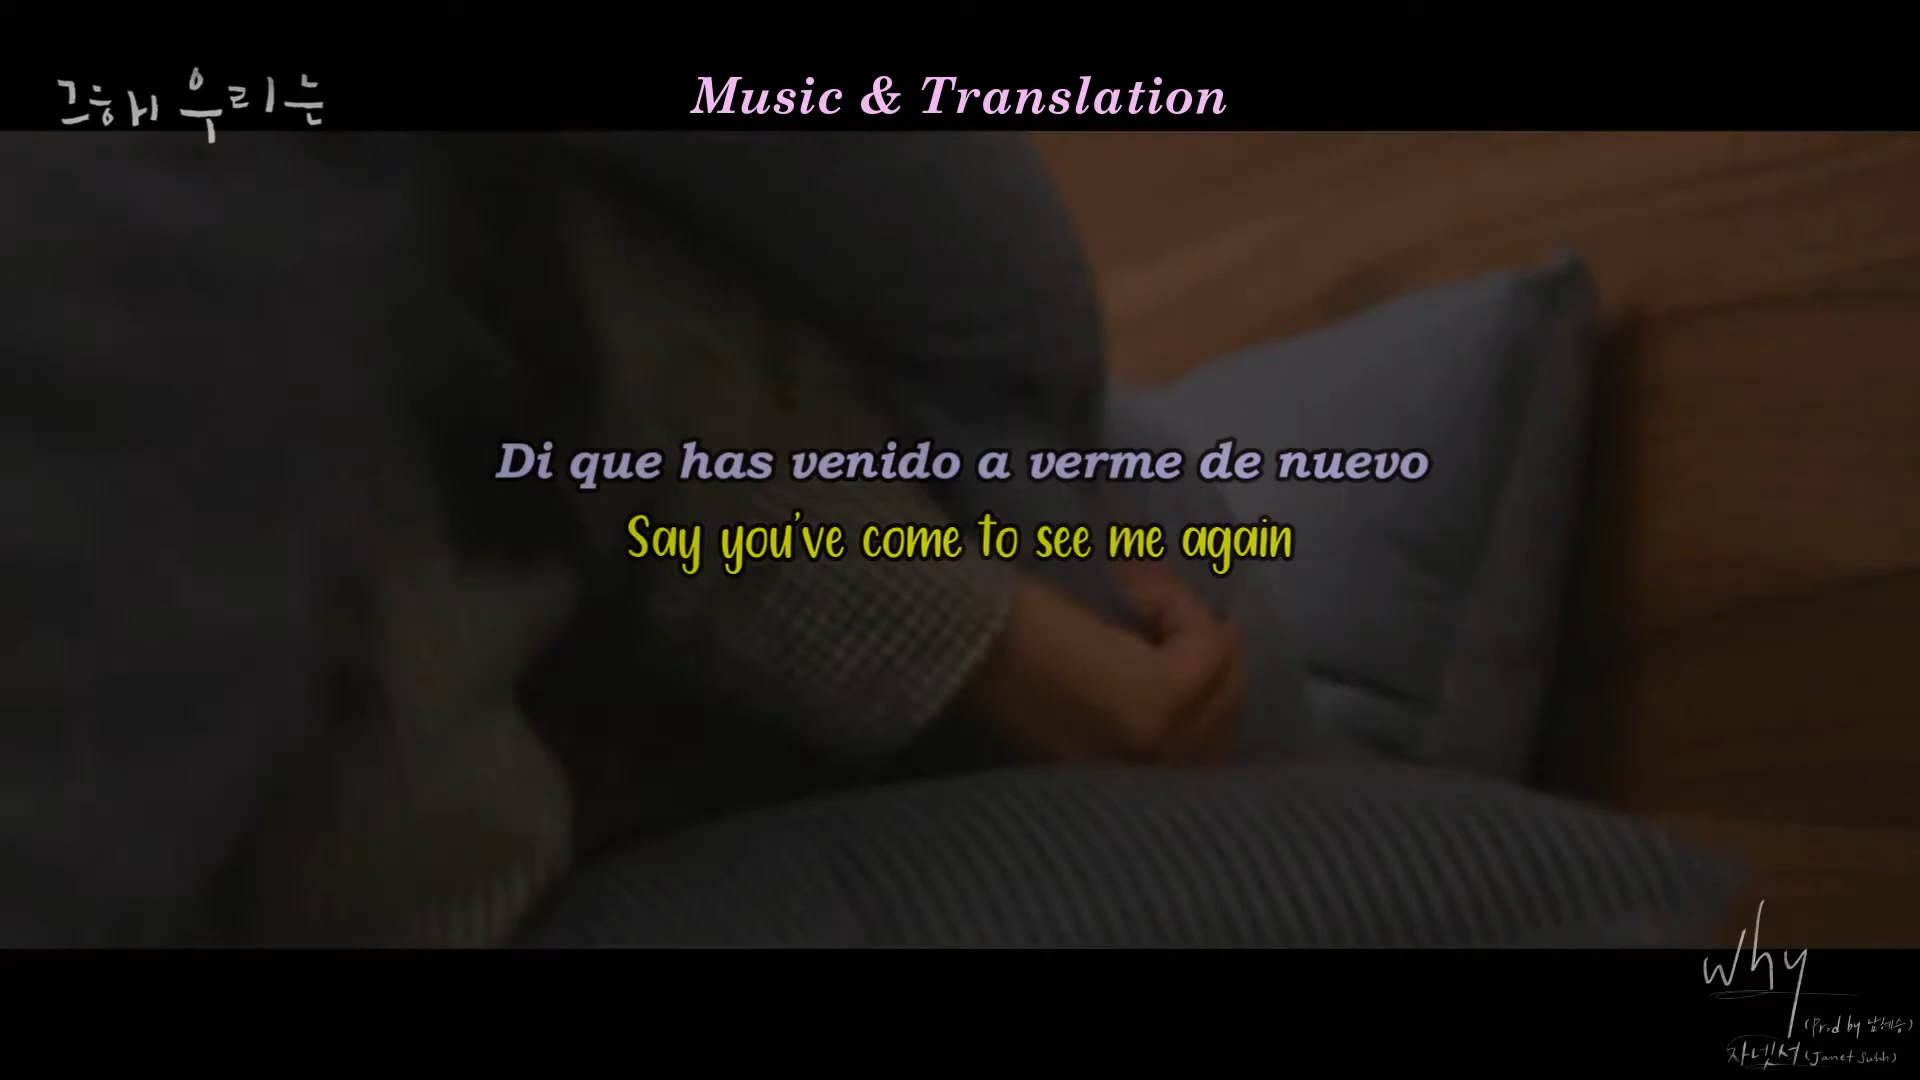 그 해 우리는
Music & Translation
Di que has venido a verme de nuevo
Say you've come to see me again
why
(Prod by 남혜승)
자넷서 (Janet Suhh)